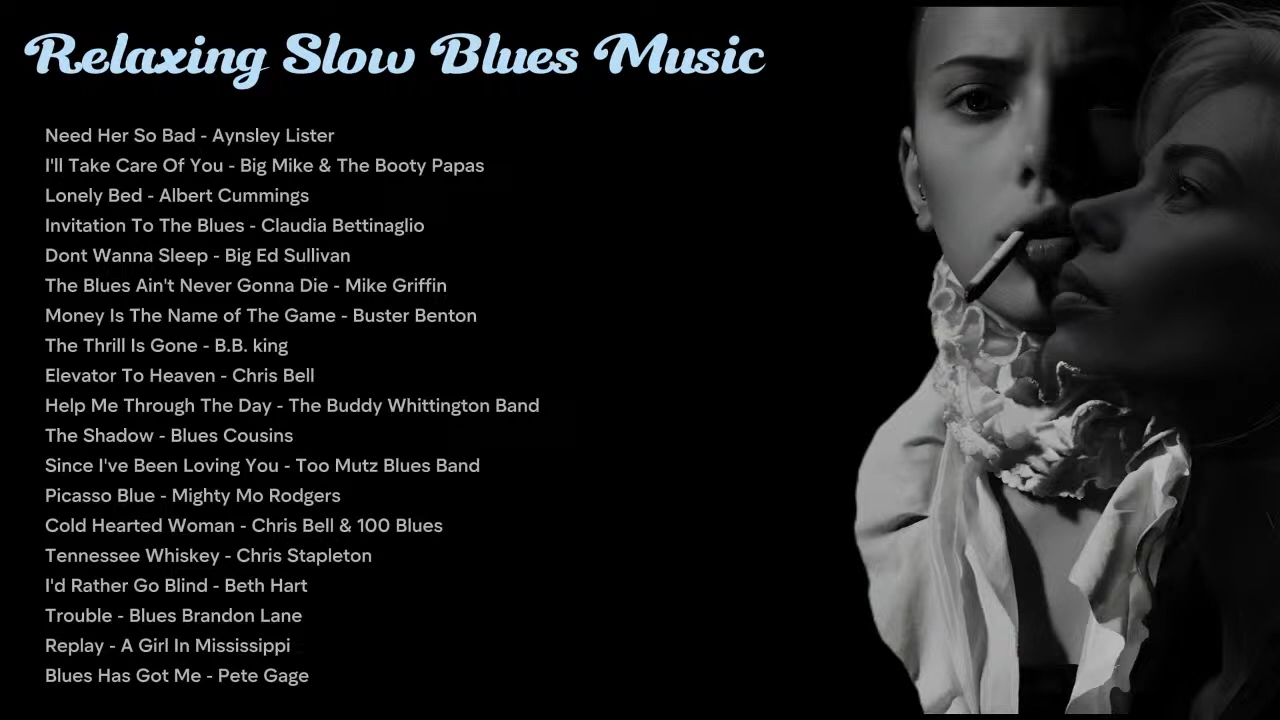 Relaxing Slow Blues Music
Need Her So Bad - Aynsley Lister
I'll Take Care Of You - Big Mike & The Booty Papas
Lonely Bed - Albert Cummings
Invitation To The Blues - Claudia Bettinaglio
Dont Wanna Sleep - Big Ed Sullivan
The Blues Ain't Never Gonna Die - Mike Griffin
Money Is The Name of The Game - Buster Benton
The Thrill Is Gone - B.B. king
Elevator To Heaven - Chris Bell
Help Me Through The Day - The Buddy Whittington Band
The Shadow - Blues Cousins
Since I've Been Loving You - Too Mutz Blues Band
Picasso Blue - Mighty Mo Rodgers
Cold Hearted Woman - Chris Bell & 100 Blues
Tennessee Whiskey - Chris Stapleton
I'd Rather Go Blind - Beth Hart
Trouble - Blues Brandon Lane
Replay - A Girl In Mississippi
Blues Has Got Me - Pete Gage